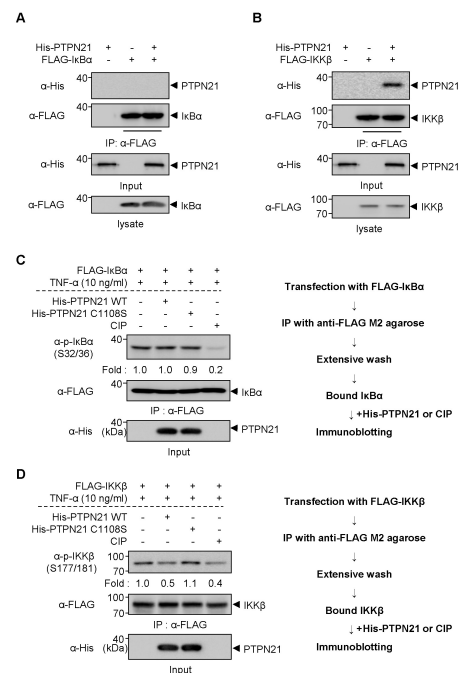 A
His-PTPN21 + - +
FLAG-IκBα - + +
α-His 40 PTPN21
α-FLAG 40 IκBα
IP: α-FLAG
α-His 40 PTPN21
Input
α-FLAG 40 IκBα
lysate
B
His-PTPN21 + - +
FLAG-IKKβ - + +
α-His 40 PTPN21
α-FLAG 100 70 IKKβ
IP: α-FLAG
α-His 40 PTPN21
Input
α-FLAG 100 70 IKKβ
lysate
C
FLAG-IκBα + + + +
TNF-α (10 ng/ml) + + + +
His-PTPN21 WT - + - -
His-PTPN21 C1108S - - + -
CIP - - - +
α-p-IκBα 40
(S32/36)
Fold : 1.0 1.0 0.9 0.2
α-FLAG 40 IκBα
IP : α-FLAG
α-His 40 (kDa) PTPN21
Input
Transfection with FLAG-IκBα
↓
IP with anti-FLAG M2 agarose
↓
Extensive wash
↓
Bound IκBα
↓ +His-PTPN21 or CIP
Immunoblotting
D
FLAG-IKKβ + + + +
TNF-α (10 ng/ml) + + + +
His-PTPN21 WT - + - -
His-PTPN21 C1108S - - + -
CIP - - - +
α-p-IKKβ 100
(S177/181) 70
Fold : 1.0 0.5 1.1 0.4
α-FLAG 100 70 IKKβ
IP : α-FLAG
α-His 40 (kDa) PTPN21
Input
Transfection with FLAG-IKKβ
↓
IP with anti-FLAG M2 agarose
↓
Extensive wash
↓
Bound IKKβ
↓ +His-PTPN21 or CIP
Immunoblotting